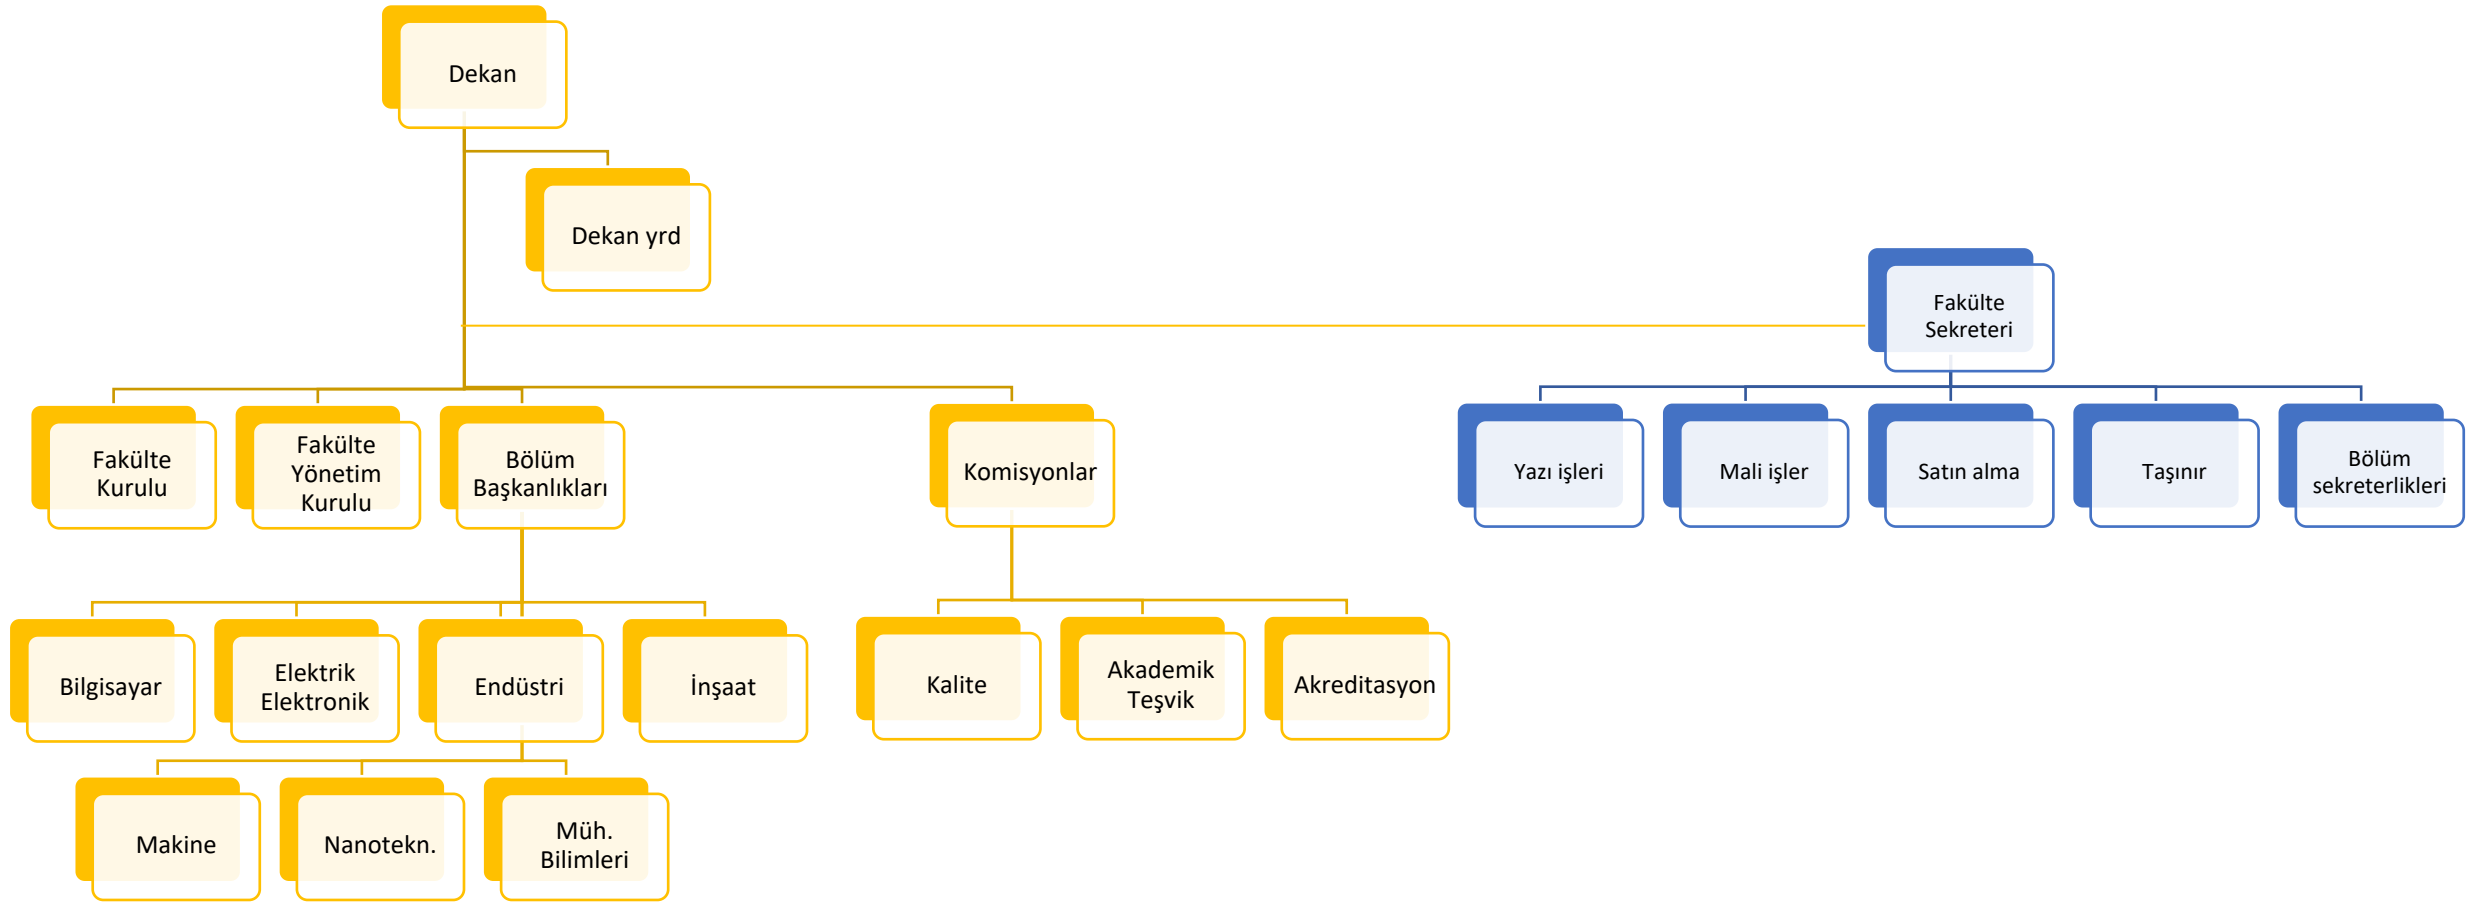 Dekan
Dekan yrd
Fakülte
Sekreteri
Fakülte
Kurulu
Fakülte
Yönetim
Kurulu
Bölüm
Başkanlıkları
Komisyonlar
Yazı işleri
Mali işler
Satın alma
Taşınır
Bölüm
sekreterlikleri
Bilgisayar
Elektrik
Elektronik
Endüstri
İnşaat
Kalite
Akademik
Teşvik
Akreditasyon
Makine
Nanotekn.
Müh.
Bilimleri